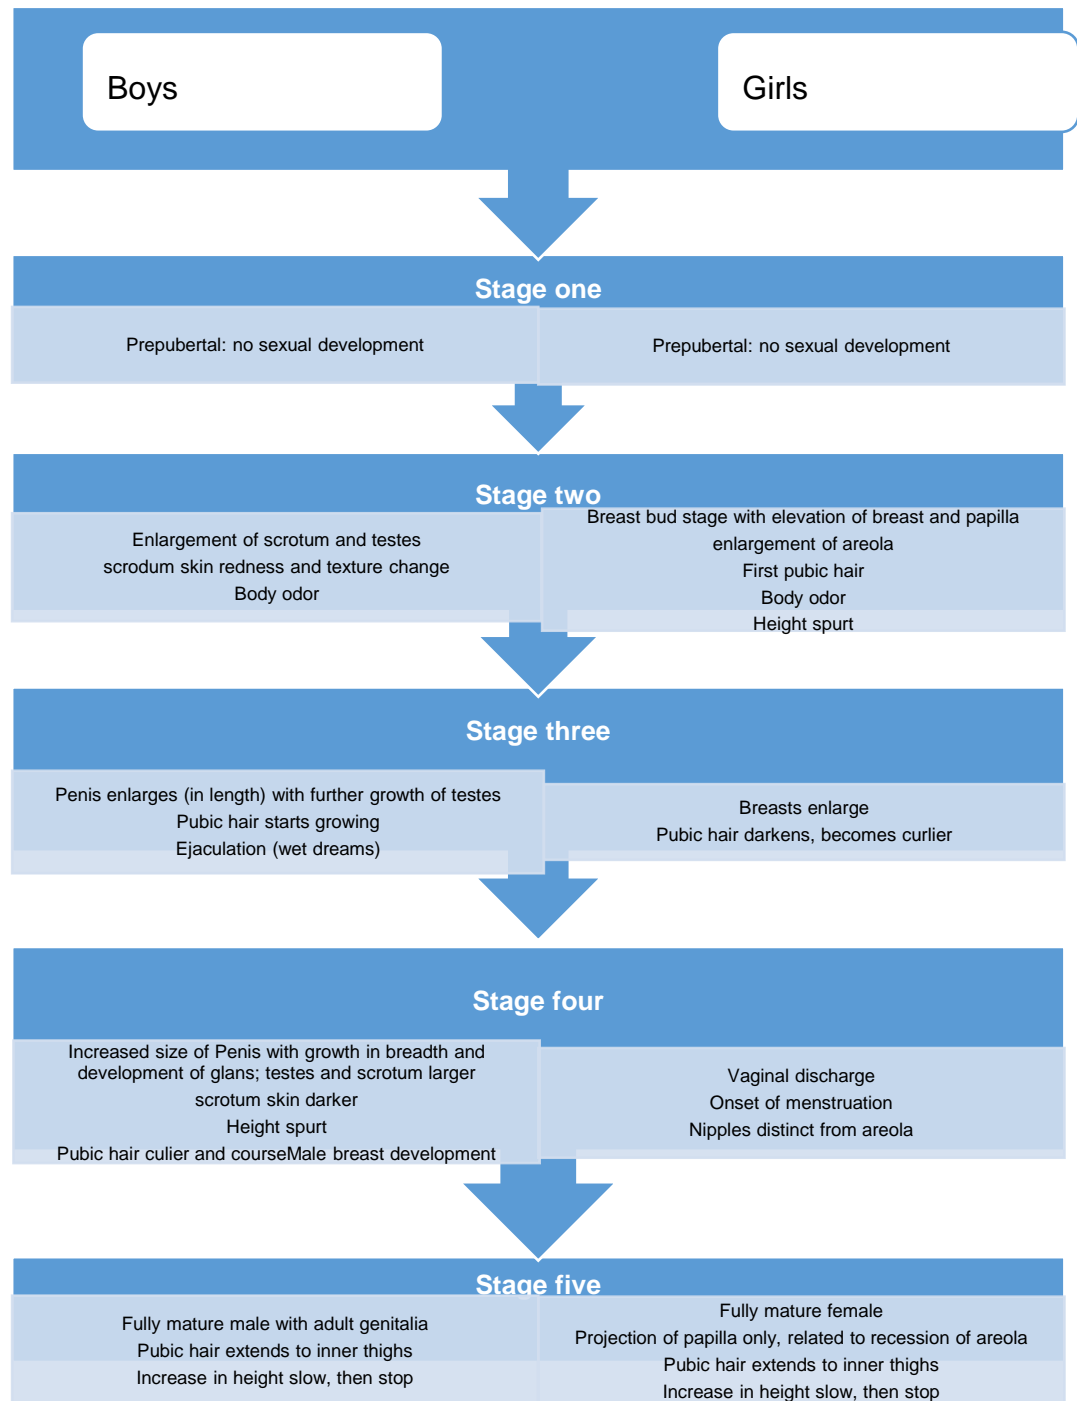 Boys
Girls
Stage one
Prepubertal: no sexual development
Prepubertal: no sexual development
Stage two
Enlargement of scrotum and testes
scrodum skin redness and texture change
Body odor
Breast bud stage with elevation of breast and papilla
enlargement of areola
First pubic hair
Body odor
Height spurt
Stage three
Penis enlarges (in length) with further growth of testes
Pubic hair starts growing
Ejaculation (wet dreams)
Breasts enlarge
Pubic hair darkens, becomes curlier
Stage four
Increased size of Penis with growth in breadth and
development of glans; testes and scrotum larger
scrotum skin darker
Height spurt
Pubic hair culier and courseMale breast development
Vaginal discharge
Onset of menstruation
Nipples distinct from areola
Stage five
Fully mature male with adult genitalia
Pubic hair extends to inner thighs
Increase in height slow, then stop
Fully mature female
Projection of papilla only, related to recession of areola
Pubic hair extends to inner thighs
Increase in height slow, then stop